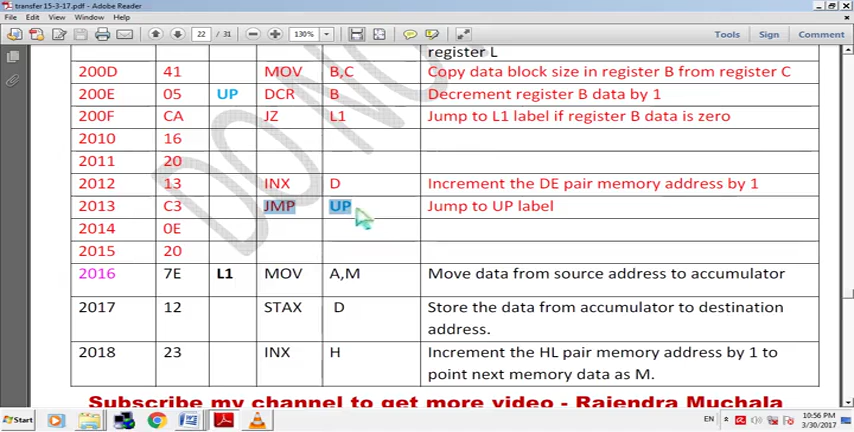 transfer 15-3-17.pdf - Adobe Reader
File Edit View Window Help
22 / 31 130% Tools Sign Comment
register L
200D 41 MOV B,C Copy data block size in register B from register C
200E 05 UP DCR B Decrement register B data by 1
200F CA JZ L1 Jump to L1 label if register B data is zero
2010 16
2011 20
2012 13 INX D Increment the DE pair memory address by 1
2013 C3 JMP UP Jump to UP label
2014 0E
2015 20
2016 7E L1 MOV A,M Move data from source address to accumulator
2017 12 STAX D Store the data from accumulator to destination
address.
2018 23 INX H Increment the HL pair memory address by 1 to
point next memory data as M.
DO NO
Subscribe my channel to get more video - Rajendra Muchala
Start EN 10:56 PM
3/30/2017